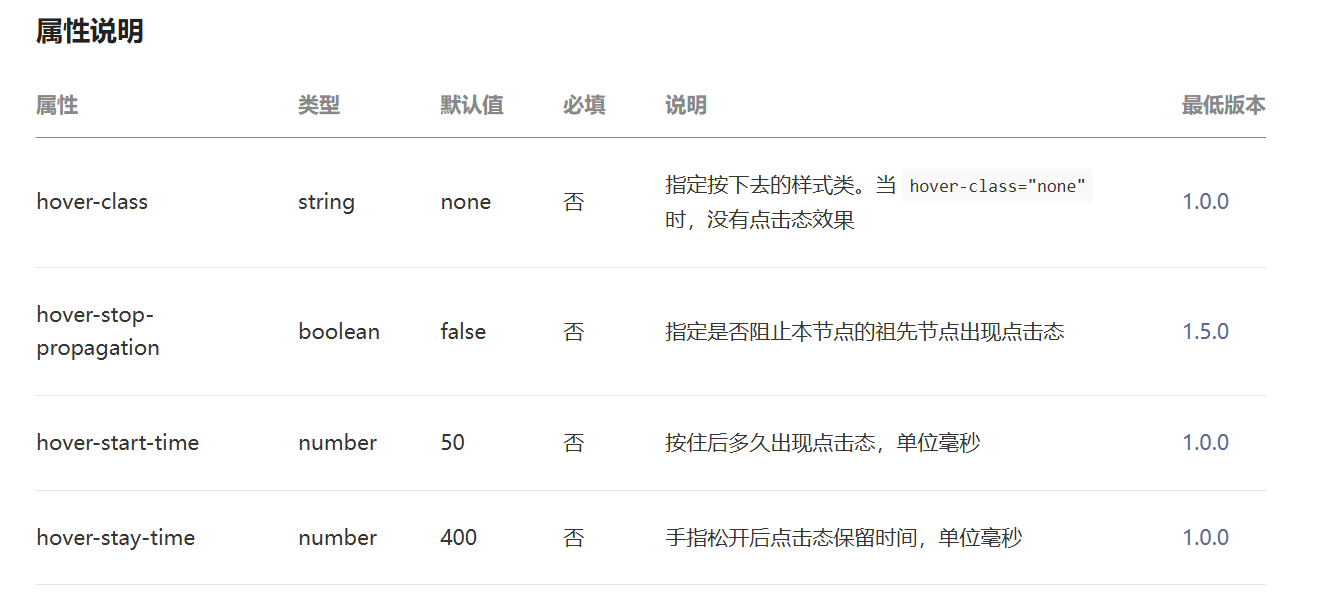 属性说明
属性 类型 默认值 必填 说明 最低版本
hover-class string none 否 指定按下去的样式类。当 hover-class="none" 1.0.0
时，没有点击态效果
hover-stop-
propagation boolean false 否 指定是否阻止本节点的祖先节点出现点击态 1.5.0
hover-start-time number 50 否 按住后多久出现点击态，单位毫秒 1.0.0
hover-stay-time number 400 否 手指松开后点击态保留时间，单位毫秒 1.0.0